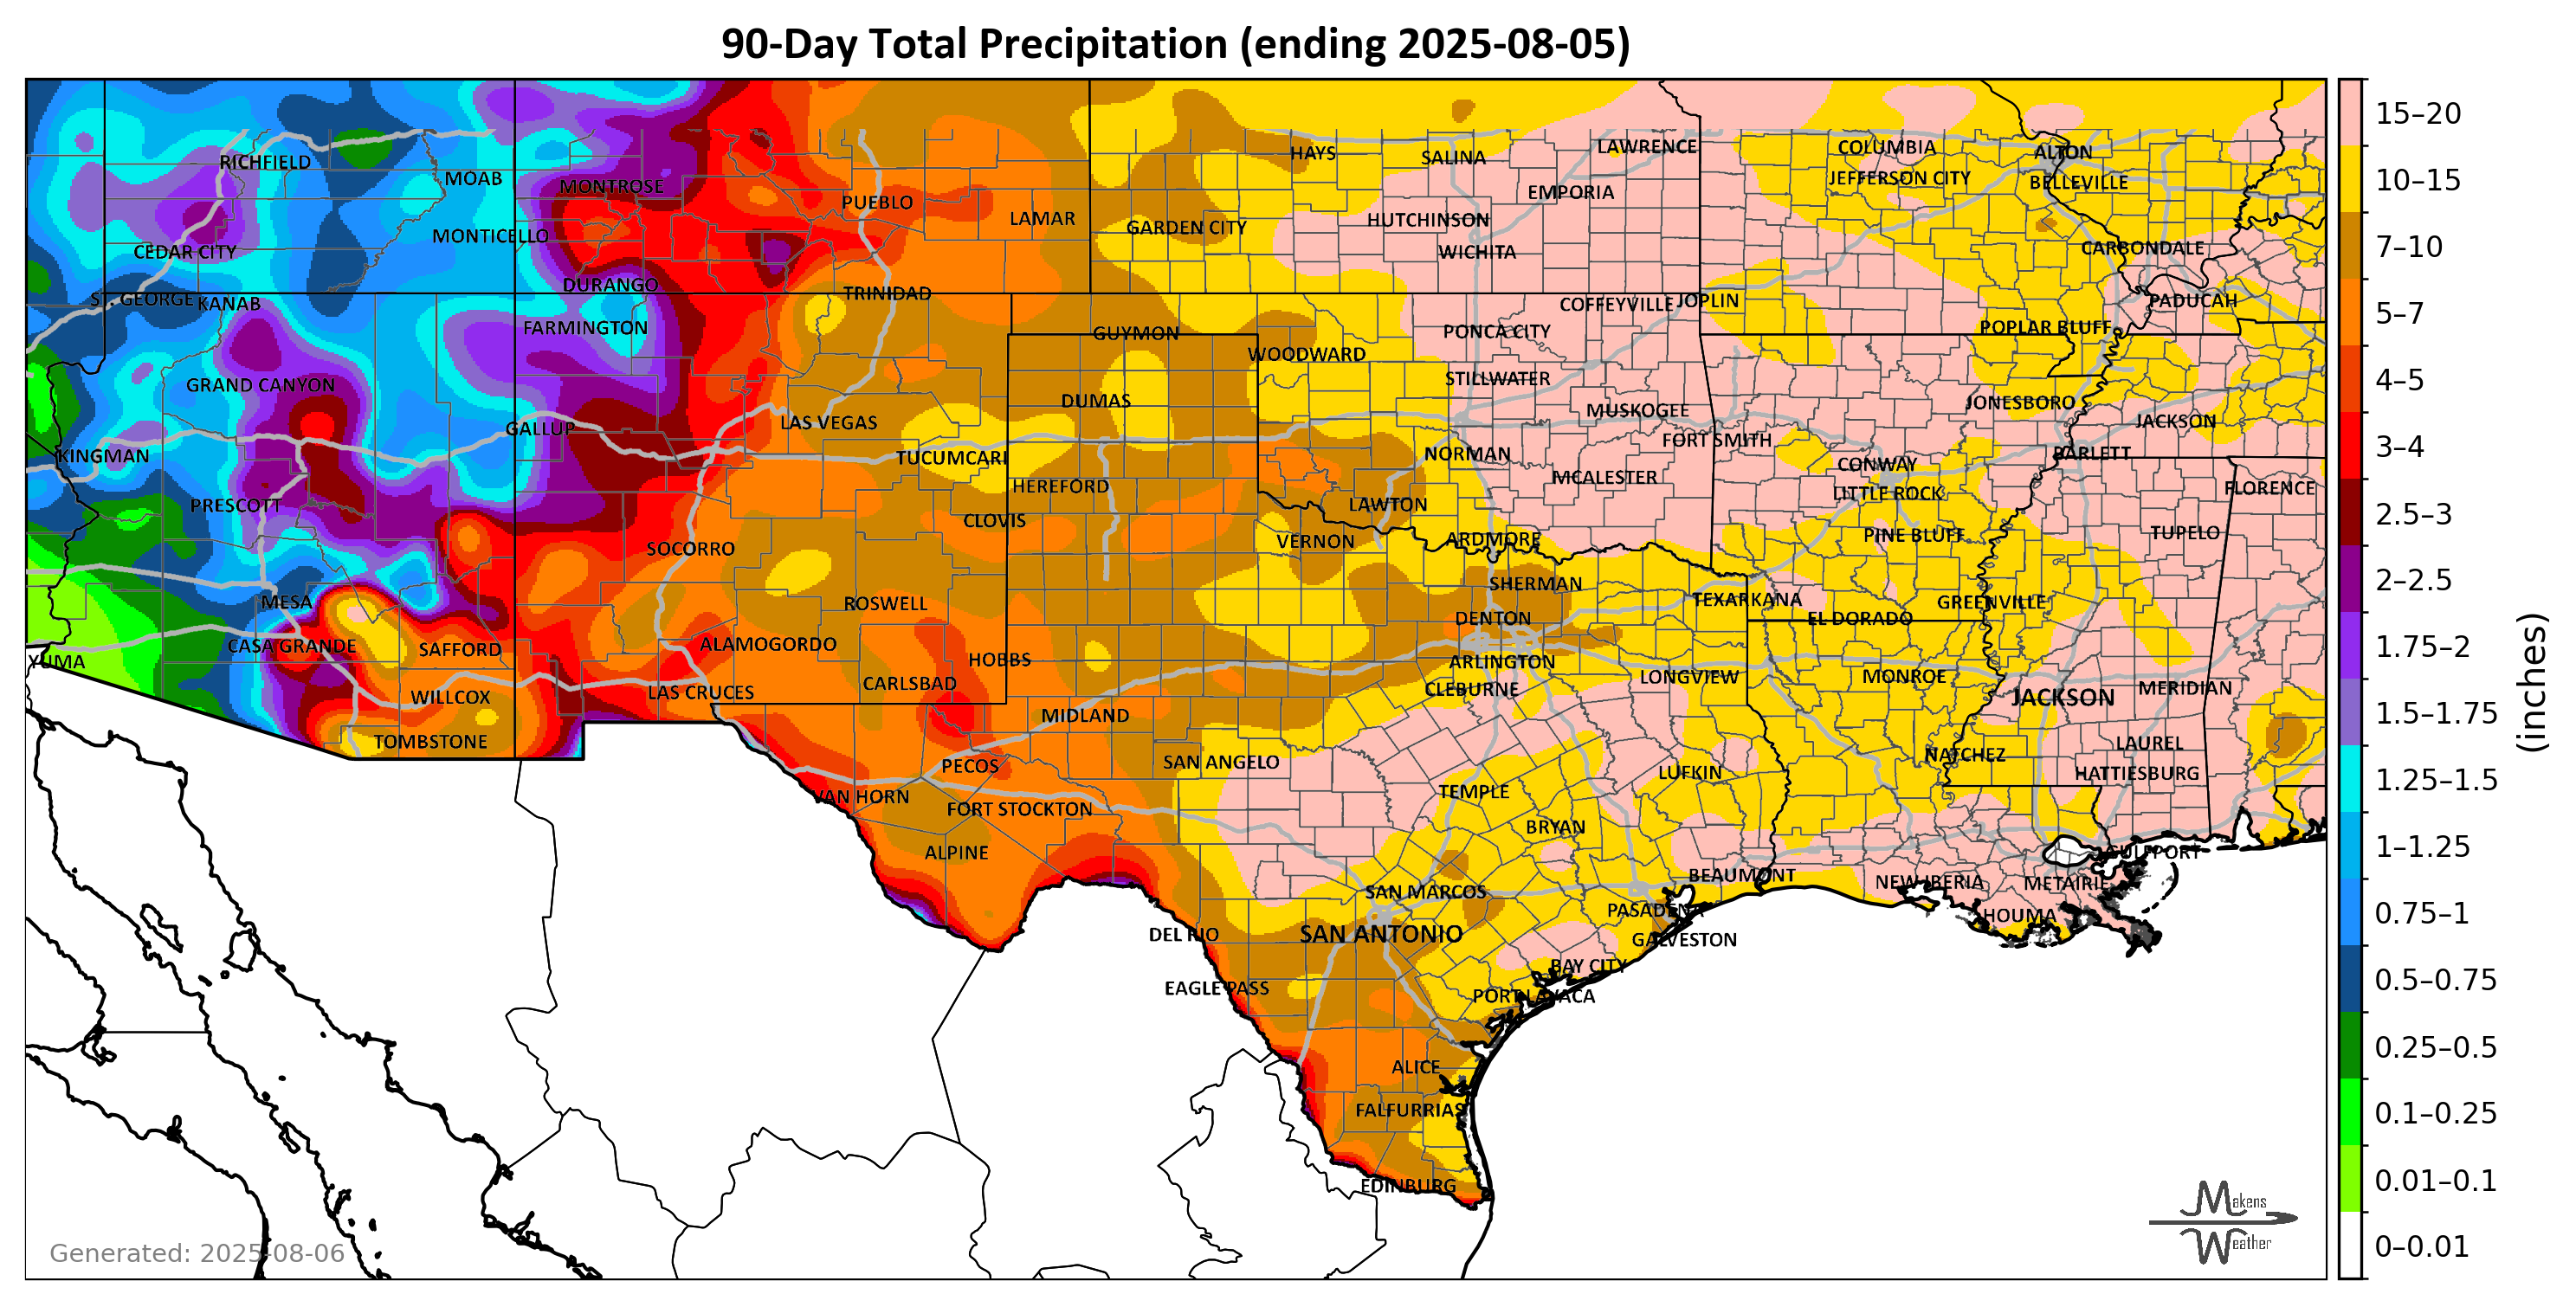 90-Day Total Precipitation (ending 2025-08-05)
HAYS
SALINA
LAWRENCE
COLUMBIA
ALTON
RICHFIELD
MOAB
MONTROSE
EMPORIA
JEFFERSON CITY
BELLEVILLE
PUEBLO
LAMAR
GARDEN CITY
HUTCHINSON
MONTICELLO
CEDAR CITY
WICHITA
CARBONDALE
DURANGO
TRINIDAD
ST. GEORGE
KANAB
COFFEYVILLE
JOPLIN
PADUCAH
FARMINGTON
GUYMON
PONCA CITY
POPLAR BLUFF
WOODWARD
GRAND CANYON
STILLWATER
DUMAS
MUSKOGEE
JONESBORO
LAS VEGAS
JACKSON
GALLUP
FORT SMITH
KINGMAN
TUCUMCARI
NORMAN
CONWAY
BARLETT
HEREFORD
MCALESTER
LITTLE ROCK
FLORENCE
PRESCOTT
LAWTON
CLOVIS
PINE BLUFF
TUPELO
SOCORRO
VERNON
ARDMORE
SHERMAN
MESA
ROSWELL
TEXARKANA
GREENVILLE
DENTON
EL DORADO
CASA GRANDE
SAFFORD
ALAMOGORDO
YUMA
HOBBS
ARLINGTON
LONGVIEW
MONROE
CARLSBAD
CLEBURNE
MERIDIAN
WILLCOX
LAS CRUCES
JACKSON
MIDLAND
TOMBSTONE
LAUREL
PECOS
SAN ANGELO
NATCHEZ
LUFKIN
HATTIESBURG
VAN HORN
FORT STOCKTON
TEMPLE
BRYAN
ALPINE
GULFPORT
BEAUMONT
NEW IBERIA
METAIRIE
SAN MARCOS
PASADENA
HOUMA
DEL RIO
SAN ANTONIO
GALVESTON
BAY CITY
EAGLE PASS
PORT LAVACA
ALICE
FALFURRIAS
EDINBURG
Generated: 2025-08-06
Makens
Weather
15–20
10–15
7–10
5–7
4–5
3–4
2.5–3
2–2.5
1.75–2
1.5–1.75
1.25–1.5
1–1.25
0.75–1
0.5–0.75
0.25–0.5
0.1–0.25
0.01–0.1
0–0.01
(inches)